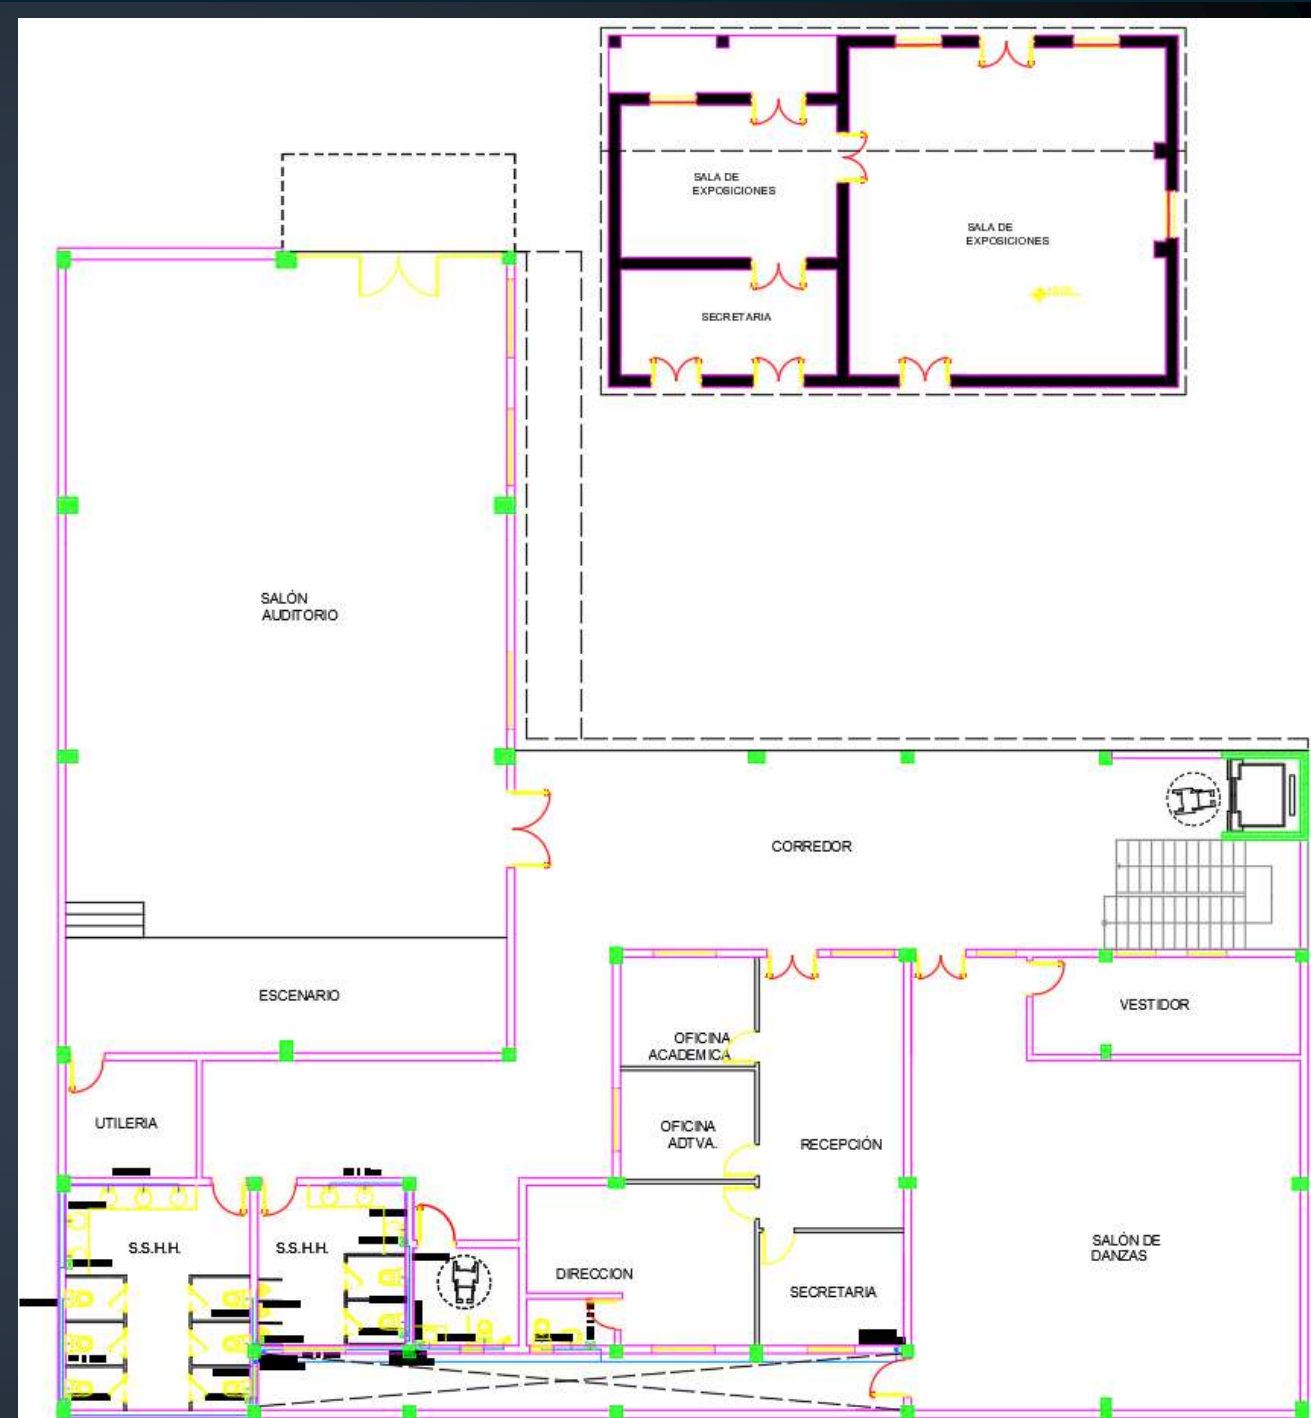 SALA DE
EXPOSICIONES
SALA DE
EXPOSICIONES
SECRETARIA
SALÓN
AUDITORIO
CORREDOR
ESCENARIO
VESTIDOR
OFICINA
ACADEMICA
UTILERIA
OFICINA
ADTVA.
RECEPCIÓN
S.S.H.H.
S.S.H.H.
SALÓN DE
DANZAS
DIRECCION
SECRETARIA